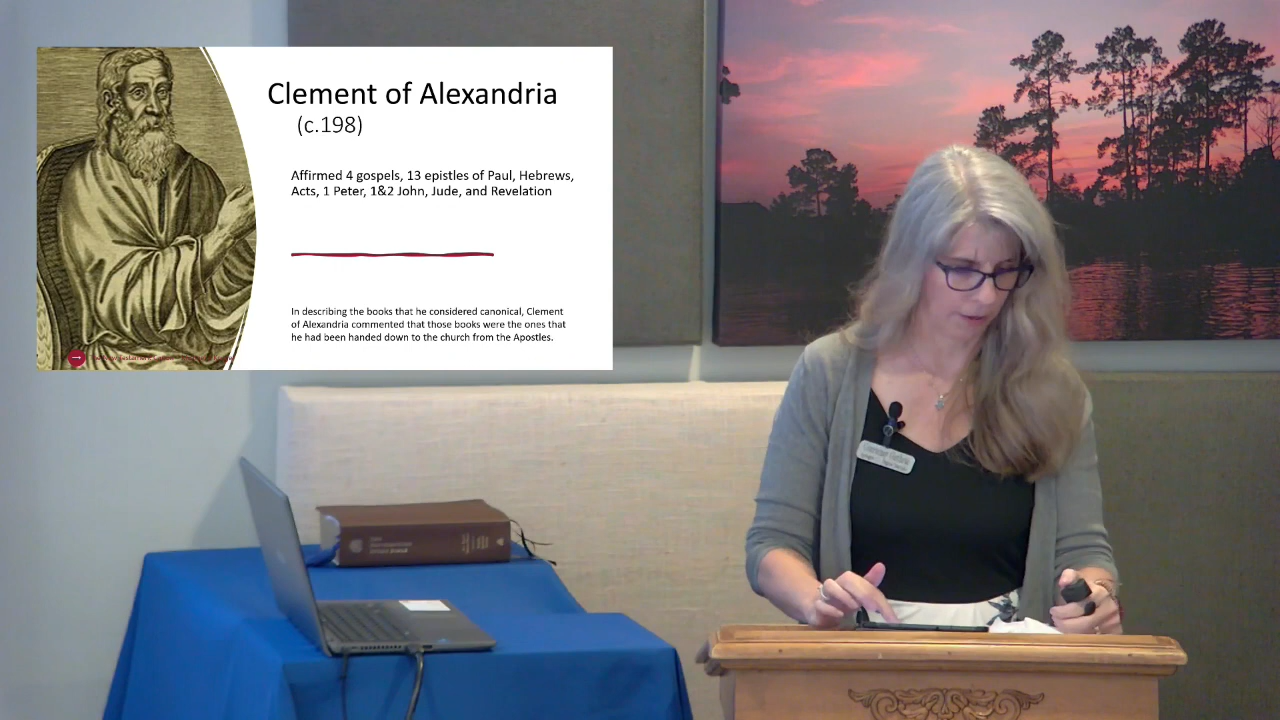 Clement of Alexandria
(c.198)
Affirmed 4 gospels, 13 epistles of Paul, Hebrews,
Acts, 1 Peter, 1&2 John, Jude, and Revelation
In describing the books that he considered canonical, Clement
of Alexandria commented that those books were the ones that
he had been handed down to the church from the Apostles.